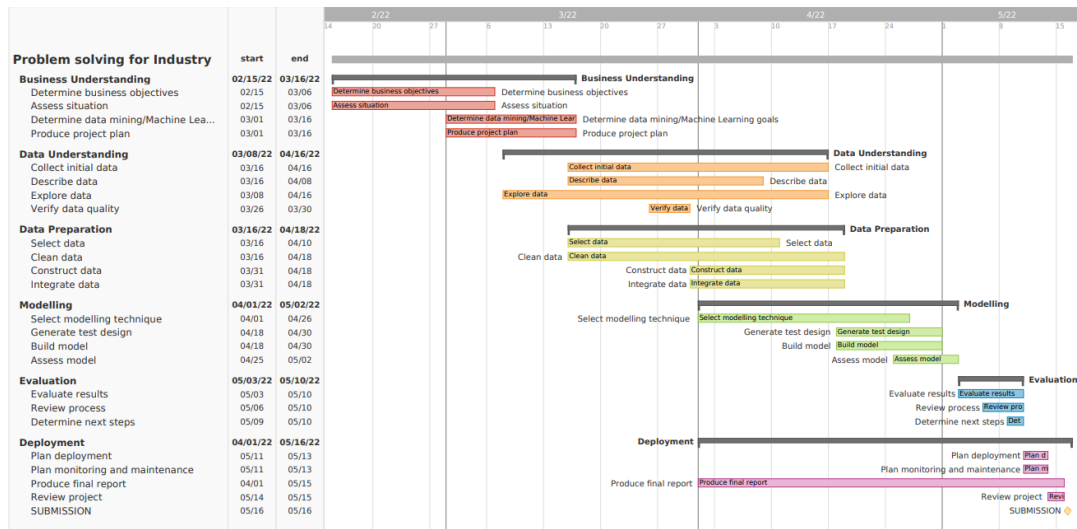 2/22 3/22 4/22 5/22
14 20 27 6 13 20 27 3 10 17 24 1 8 15
Problem solving for Industry start end
Business Understanding 02/15/22 03/16/22 Business Understanding
Determine business objectives 02/15 03/06 Determine business objectives Determine business objectives
Assess situation 02/15 03/06 Assess situation Assess situation
Determine data mining/Machine Lea... 03/01 03/16 Determine data mining/Machine Lear Determine data mining/Machine Learning goals
Produce project plan 03/01 03/16 Produce project plan Produce project plan
Data Understanding 03/08/22 04/16/22 Data Understanding
Collect initial data 03/16 04/16 Collect initial data Collect initial data
Describe data 03/16 04/08 Describe data Describe data
Explore data 03/08 04/16 Explore data Explore data
Verify data quality 03/26 03/30 Verify data Verify data quality
Data Preparation 03/16/22 04/18/22 Data Preparation
Select data 03/16 04/10 Select data Select data
Clean data 03/16 04/18 Clean data Clean data
Construct data 03/31 04/18 Construct data Construct data
Integrate data 03/31 04/18 Integrate data Integrate data
Modelling 04/01/22 05/02/22 Modelling
Select modelling technique 04/01 04/26 Select modelling technique Select modelling technique
Generate test design 04/18 04/30 Generate test design Generate test design
Build model 04/18 04/30 Build model Build model
Assess model 04/25 05/02 Assess model Assess model
Evaluation 05/03/22 05/10/22 Evaluation
Evaluate results 05/03 05/10 Evaluate results Evaluate results
Review process 05/06 05/10 Review process Review pro
Determine next steps 05/09 05/10 Determine next steps Det
Deployment 04/01/22 05/16/22 Deployment
Plan deployment 05/11 05/13 Plan deployment Plan d
Plan monitoring and maintenance 05/11 05/13 Plan monitoring and maintenance Plan m
Produce final report 04/01 05/15 Produce final report Produce final report
Review project 05/14 05/15 Review project Revi
SUBMISSION 05/16 05/16 SUBMISSION